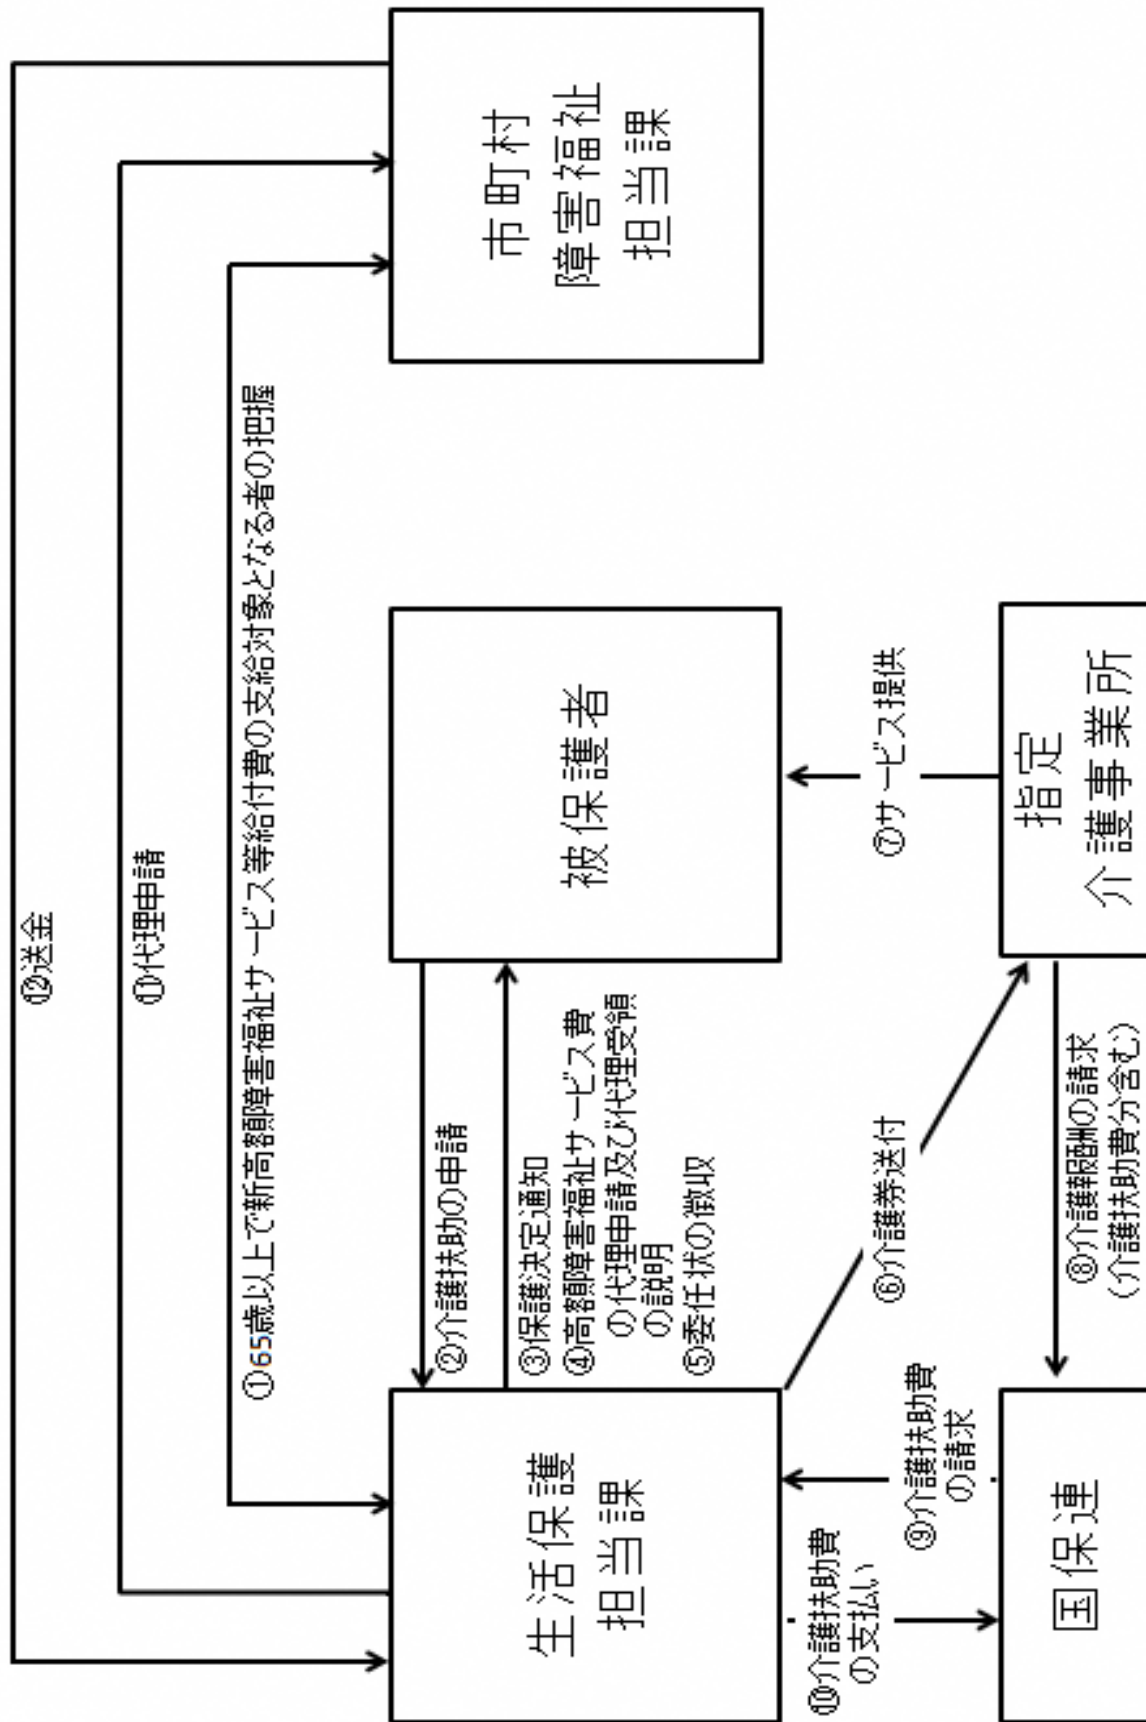 ⑫送金
⑪代理申請
①65歳以上で新高額障害福祉サービス等給付費の支給対象となる者の把握
生活保護
担当課
②介護扶助の申請
③保護決定通知
④高額障害福祉サービス費
の代理申請及び代理受領
の説明
⑤委任状の徴収
被保護者
市町村
障害福祉
担当課
⑩介護扶助費
の支払い
⑨介護扶助費
の請求
⑥介護券送付
⑦サービス提供
国保連
⑧介護報酬の請求
(介護扶助費分含む)
指定
介護事業所